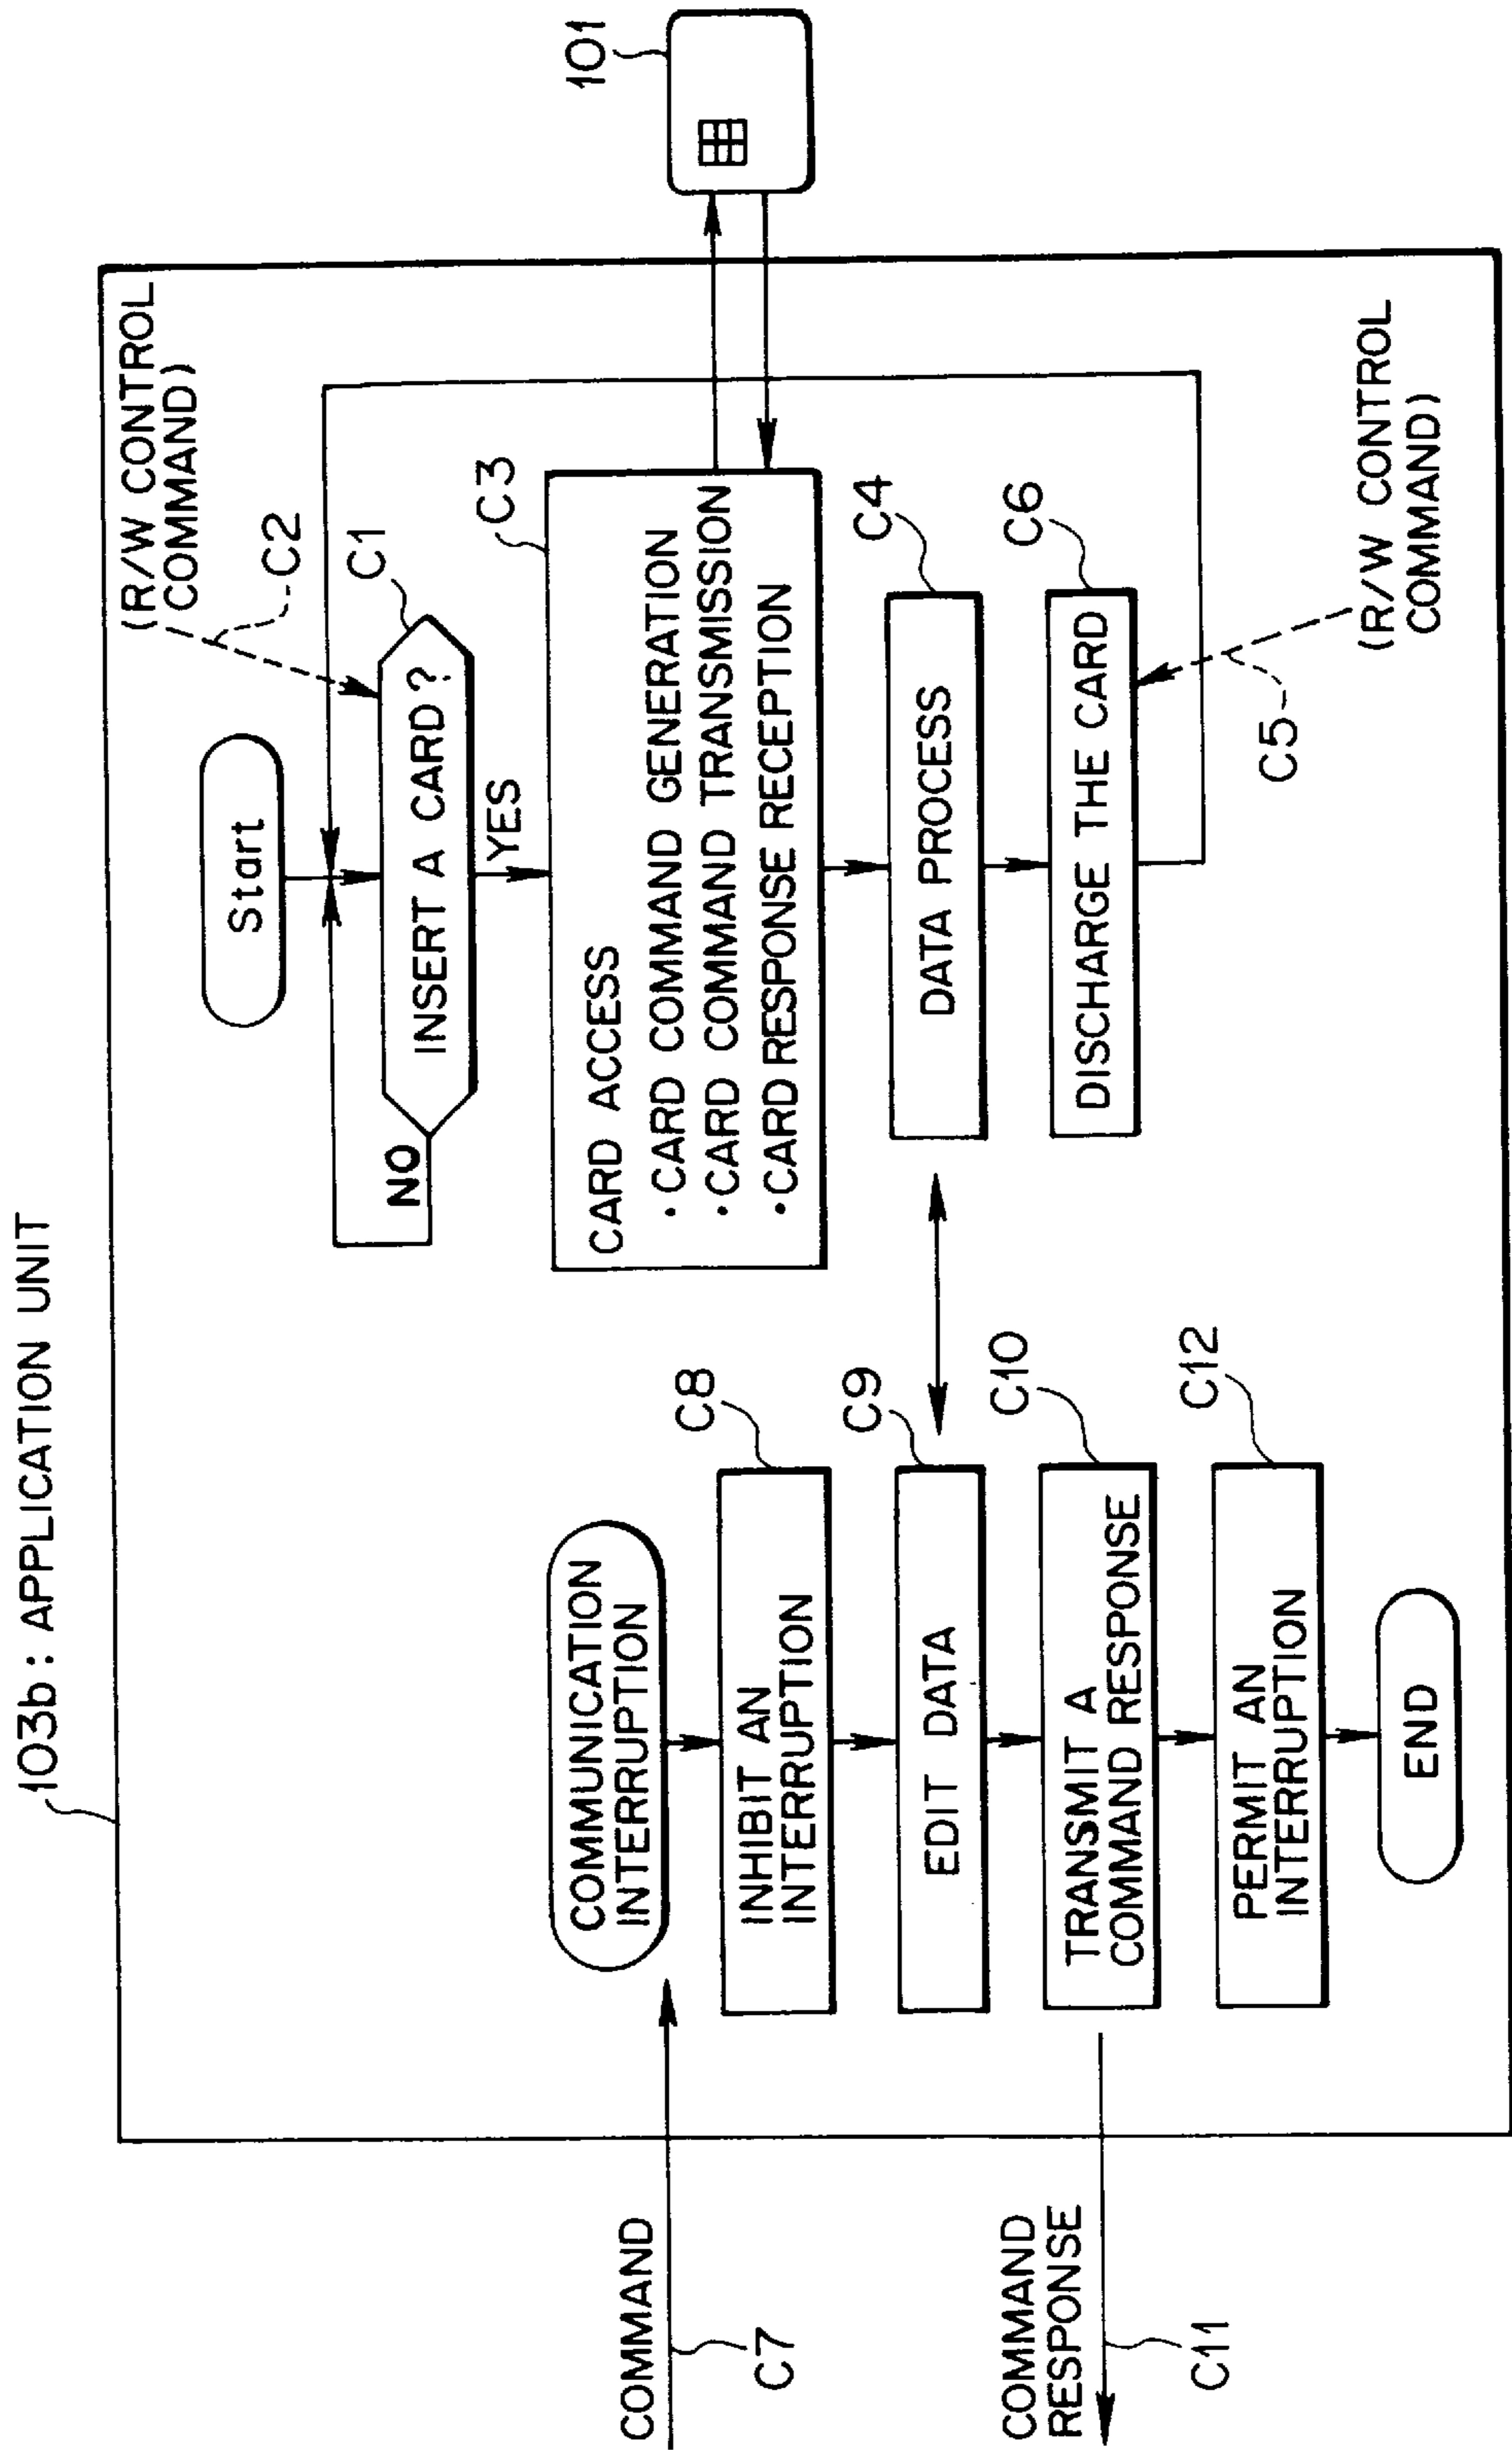 103b: APPLICATION UNIT
Start
(R/W CONTROL
COMMAND)
C2
C1
INSERT A CARD?
NO
YES
C3
CARD ACCESS
・CARD COMMAND GENERATION
・CARD COMMAND TRANSMISSION
・CARD RESPONSE RECEPTION
101
C4
DATA PROCESS
C6
DISCHARGE THE CARD
C5
(R/W CONTROL
COMMAND)
COMMAND
C7
COMMUNICATION
INTERRUPTION
C8
INHIBIT AN
INTERRUPTION
C9
EDIT DATA
C10
TRANSMIT A
COMMAND RESPONSE
COMMAND
RESPONSE
C11
C12
PERMIT AN
INTERRUPTION
END